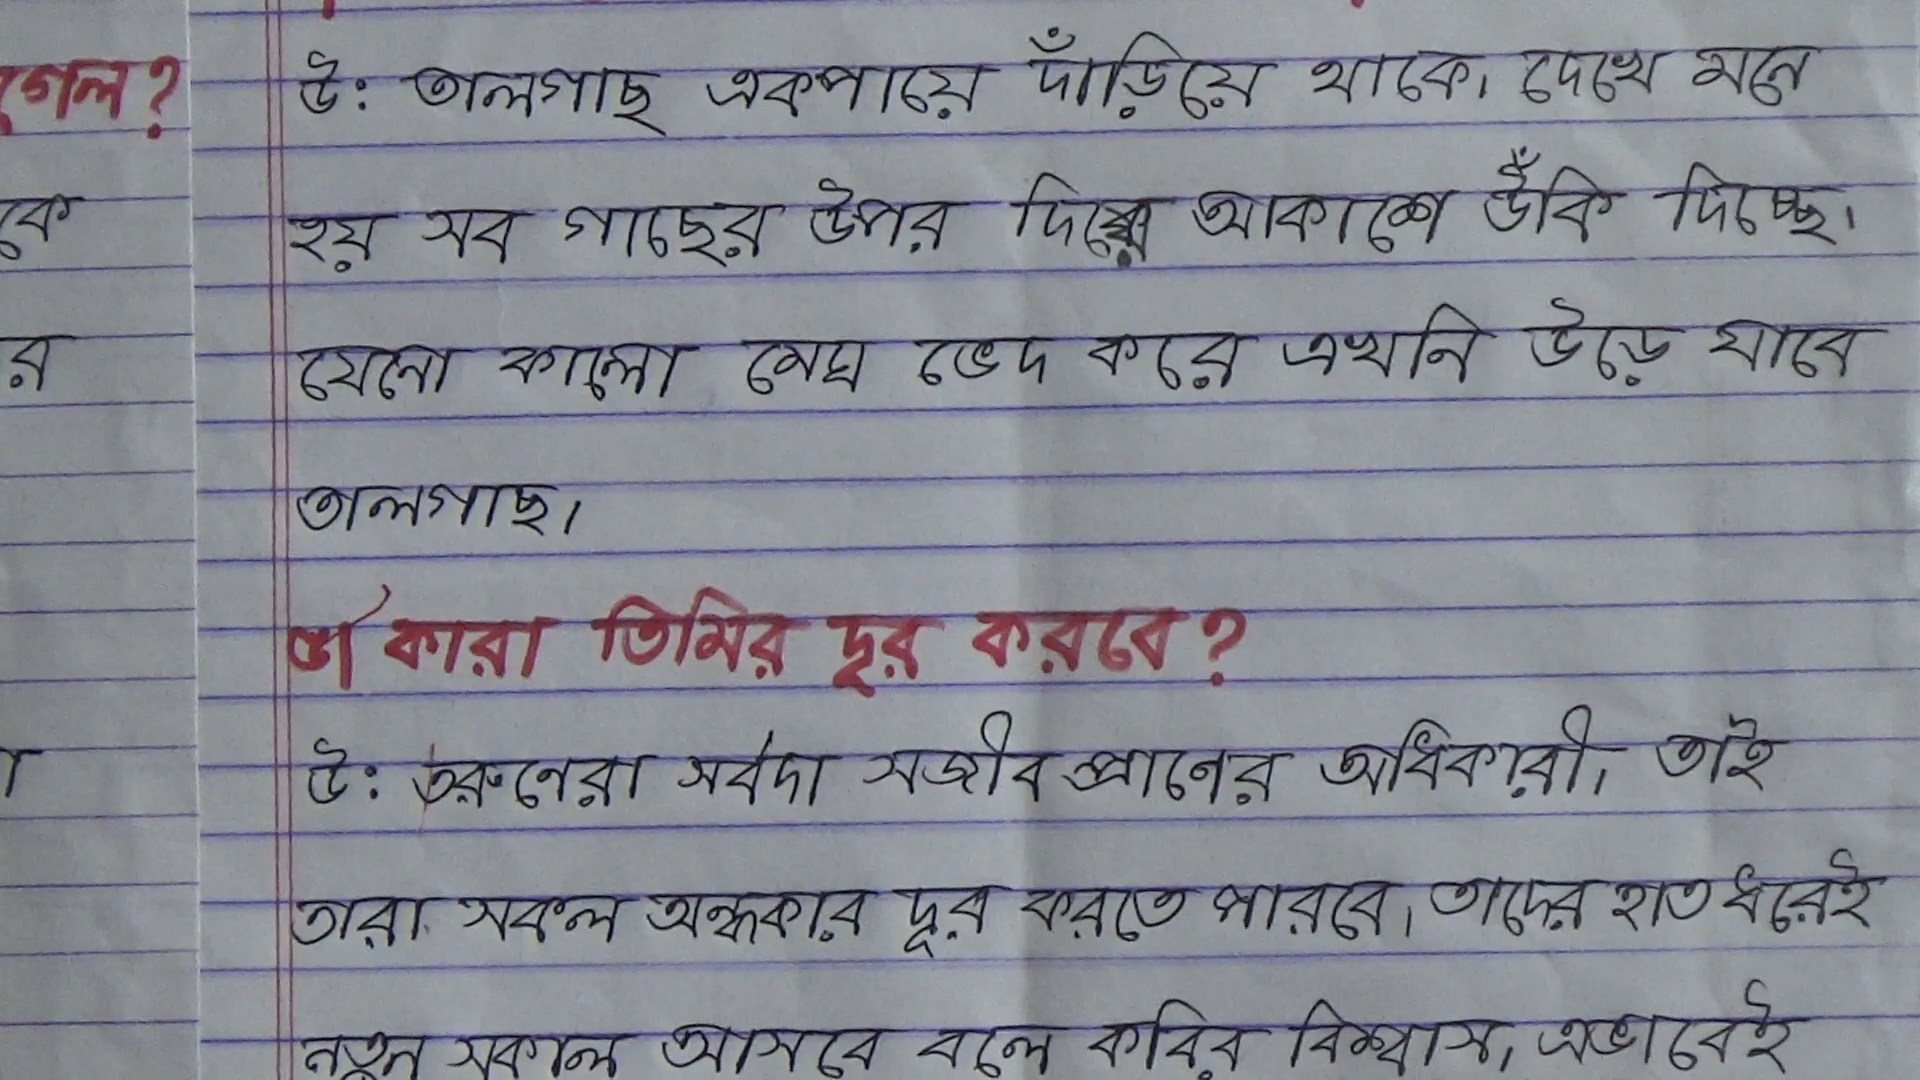 গেল?
কে
র
উ: তালগাছ একপায়ে দাঁড়িয়ে থাকে। দেখে মনে
হয় সব গাছের উপর দিয়ে আকাশে উঁকি দিচ্ছে।
যেনো কালো মেঘ ভেদ করে এখনি উড়ে যাবে
তালগাছ।
কারা তিমির দূর করবে?
উ: তরুনেরা সর্বদা সজীব প্রানের অধিকারী, তাই
তারা সকল অন্ধকার দূর করতে পারবে। তাদের হাত ধরেই
নতুন সকাল আসবে বলে কবির বিশ্বাস, এভাবেই